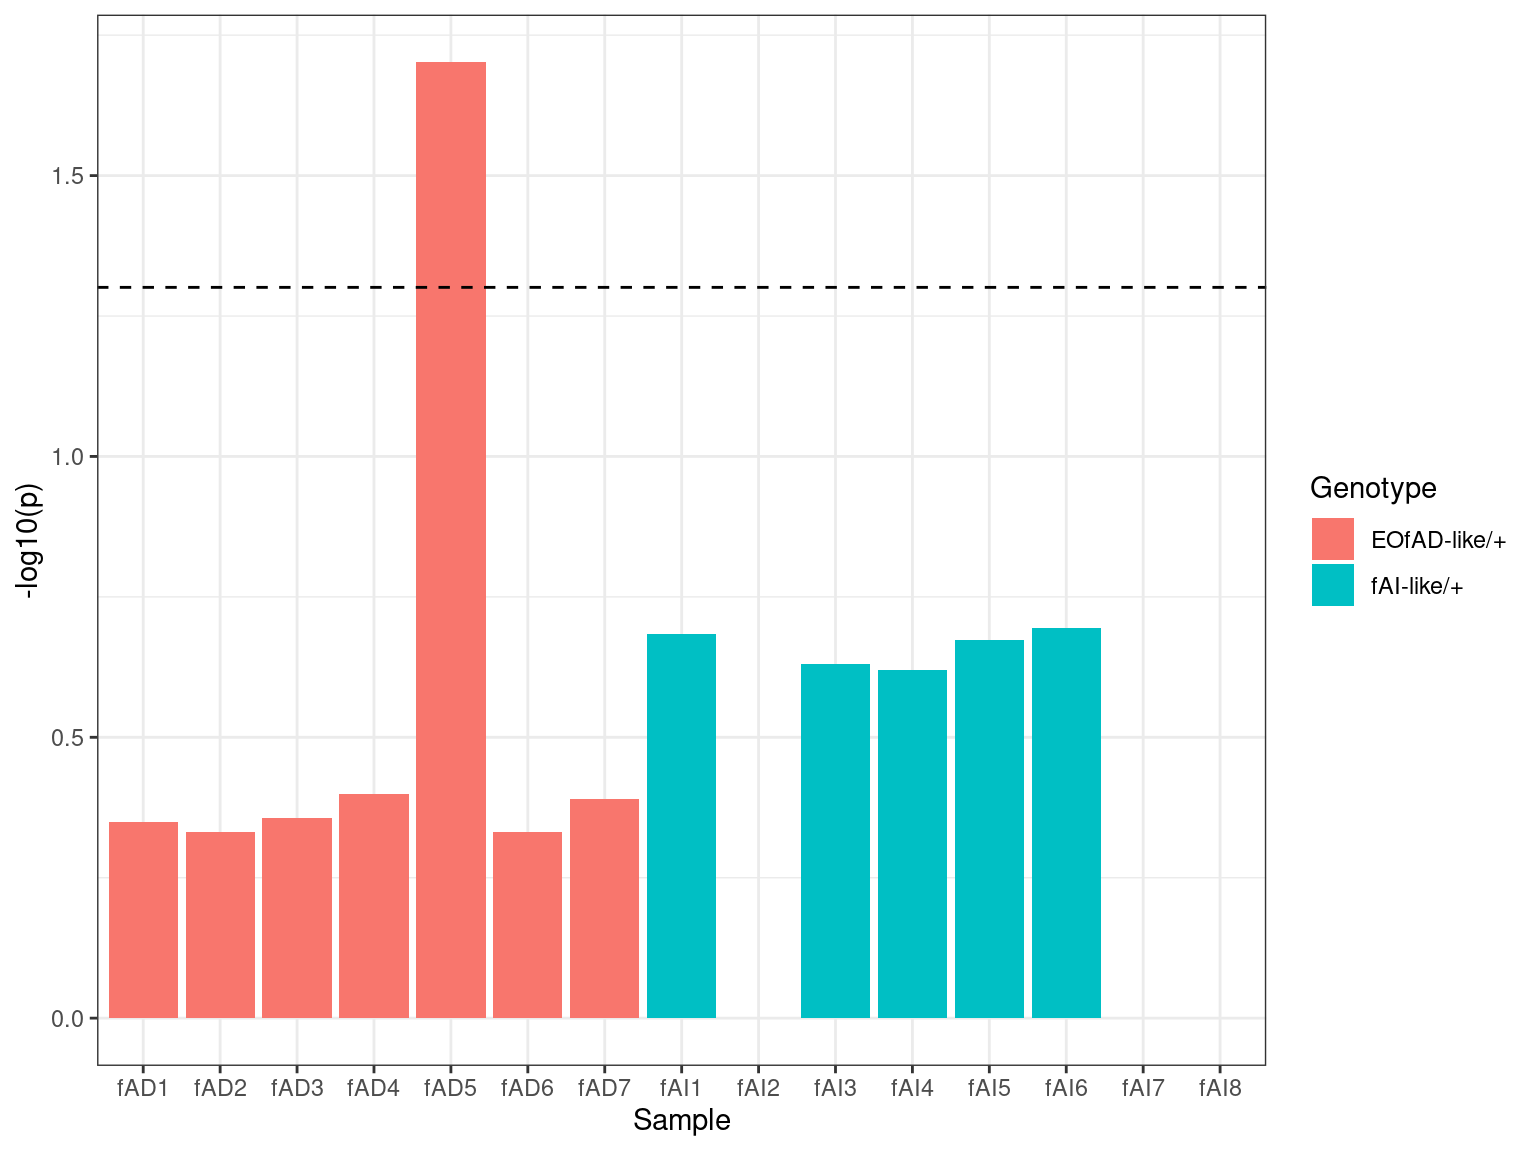 -log10(p)
1.5
1.0
0.5
0.0
fAD1 fAD2 fAD3 fAD4 fAD5 fAD6 fAD7 fAI1 fAI2 fAI3 fAI4 fAI5 fAI6 fAI7 fAI8
Sample
Genotype
EOfAD-like/+
fAI-like/+